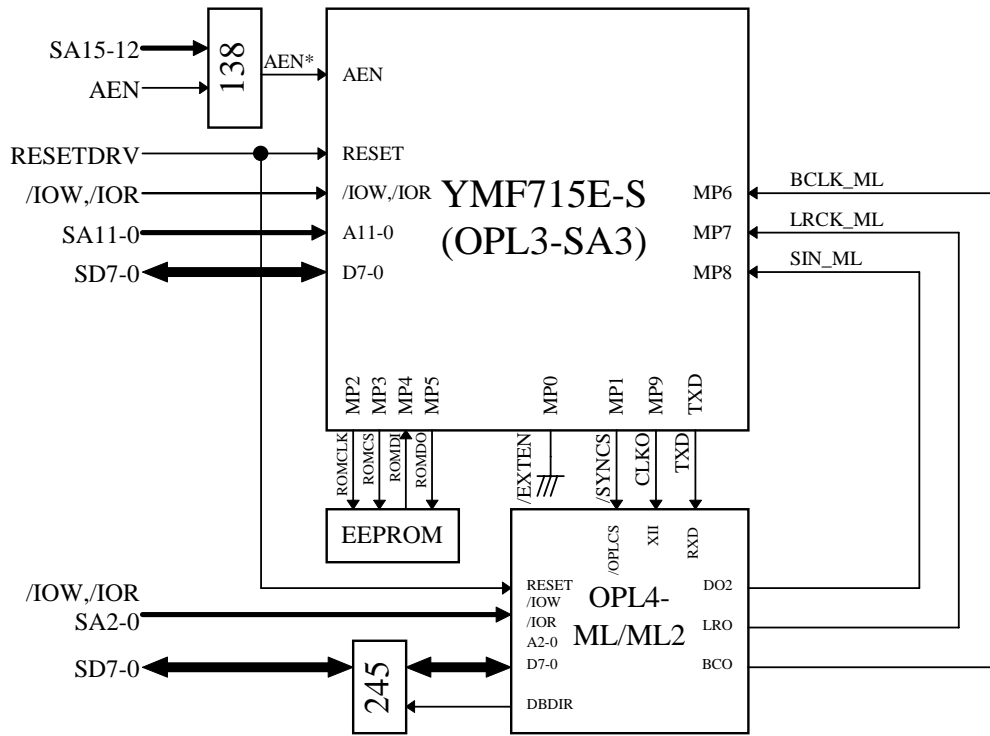 SA15-12
AEN
138
AEN*
AEN
RESETDRV
RESET
/IOW,/IOR
/IOW,/IOR
SA11-0
A11-0
SD7-0
D7-0
YMF715E-S
(OPL3-SA3)
MP6
BCLK_ML
MP7
LRCK_ML
MP8
SIN_ML
MP2
MP3
MP4
MP5
MP0
MP1
MP9
TXD
ROMCLK
ROMCS
ROMDI
ROMDO
/EXTEN
/SYNCS
CLKO
TXD
EEPROM
/OPLCS
XII
RXD
/IOW,/IOR
SA2-0
SD7-0
245
RESET
/IOW
/IOR
A2-0
D7-0
DBDIR
OPL4-
ML/ML2
DO2
LRO
BCO